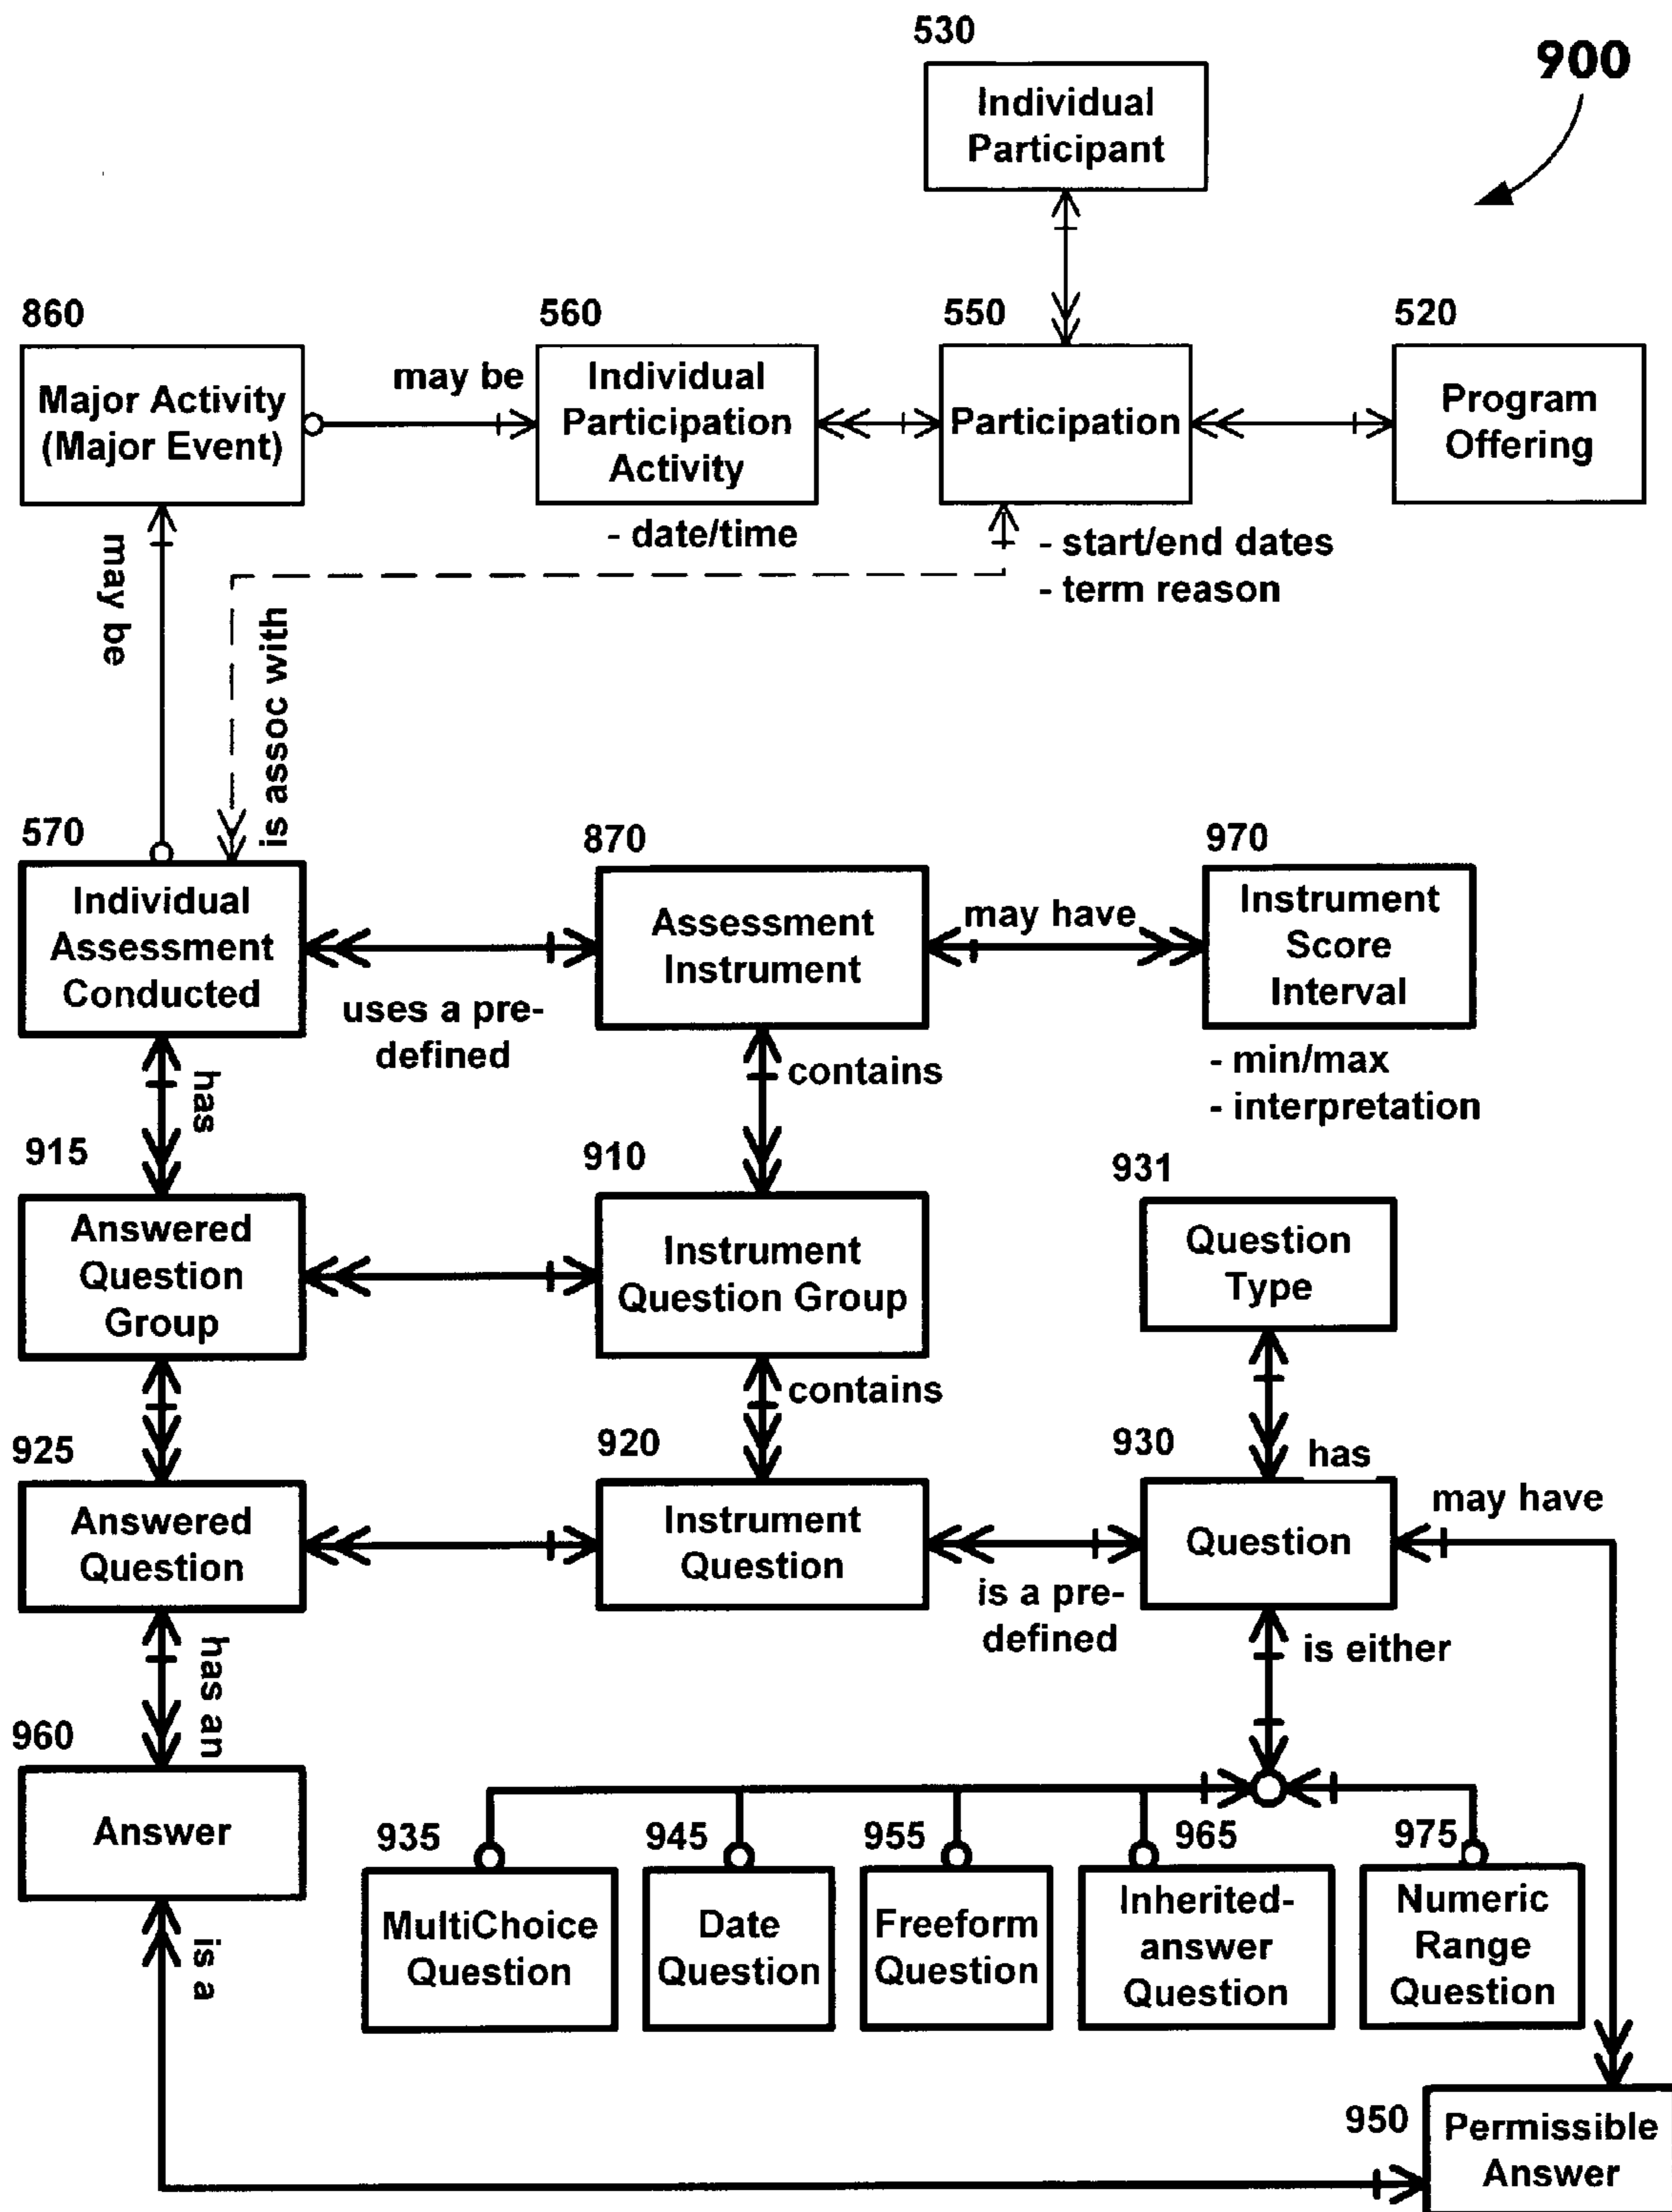 530
900
Individual
Participant
860
560
550
520
Major Activity
(Major Event)
may be
Individual
Participation
Activity
Participation
Program
Offering
- date/time
- start/end dates
- term reason
may be
is assoc with
570
870
970
Individual
Assessment
Conducted
uses a pre-
defined
Assessment
Instrument
may have
Instrument
Score
Interval
- min/max
- interpretation
has
contains
915
910
931
Answered
Question
Group
Instrument
Question Group
Question
Type
contains
925
920
930
has
Answered
Question
Instrument
Question
is a pre-
defined
Question
may have
has an
is either
960
Answer
935
945
955
965
975
MultiChoice
Question
Date
Question
Freeform
Question
Inherited-
answer
Question
Numeric
Range
Question
is a
950
Permissible
Answer